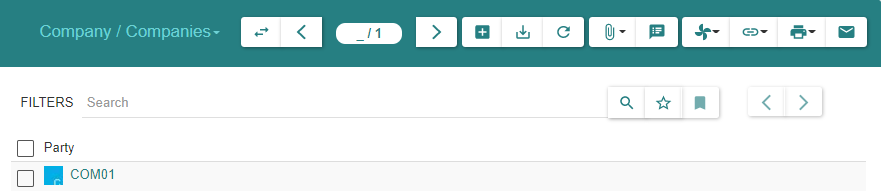 Company / Companies
_ / 1
FILTERS Search
Party
C COM01